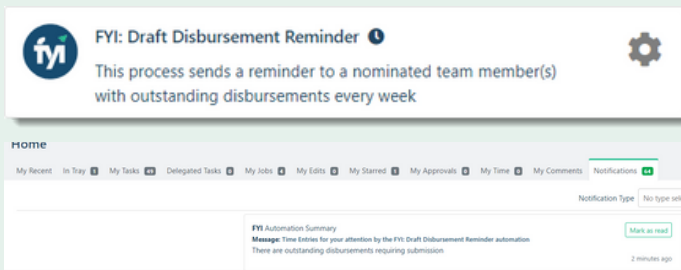 fyi
FYI: Draft Disbursement Reminder
This process sends a reminder to a nominated team member(s)
with outstanding disbursements every week
Home
My Recent In Tray My Tasks 49 Delegated Tasks My Jobs My Edits My Starred My Approvals My Time My Comments Notifications 64
Notification Type No type sel
FYI Automation Summary
Mark as read
Message: Time Entries for your attention by the FYI: Draft Disbursement Reminder automation
There are outstanding disbursements requiring submission
2 minutes ago